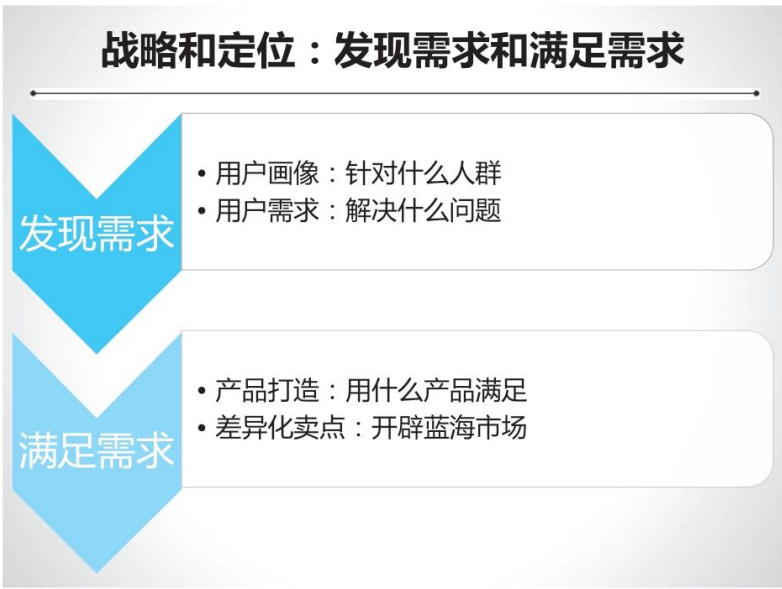 战略和定位：发现需求和满足需求
发现需求
• 用户画像：针对什么人群
• 用户需求：解决什么问题
满足需求
• 产品打造：用什么产品满足
• 差异化卖点：开辟蓝海市场